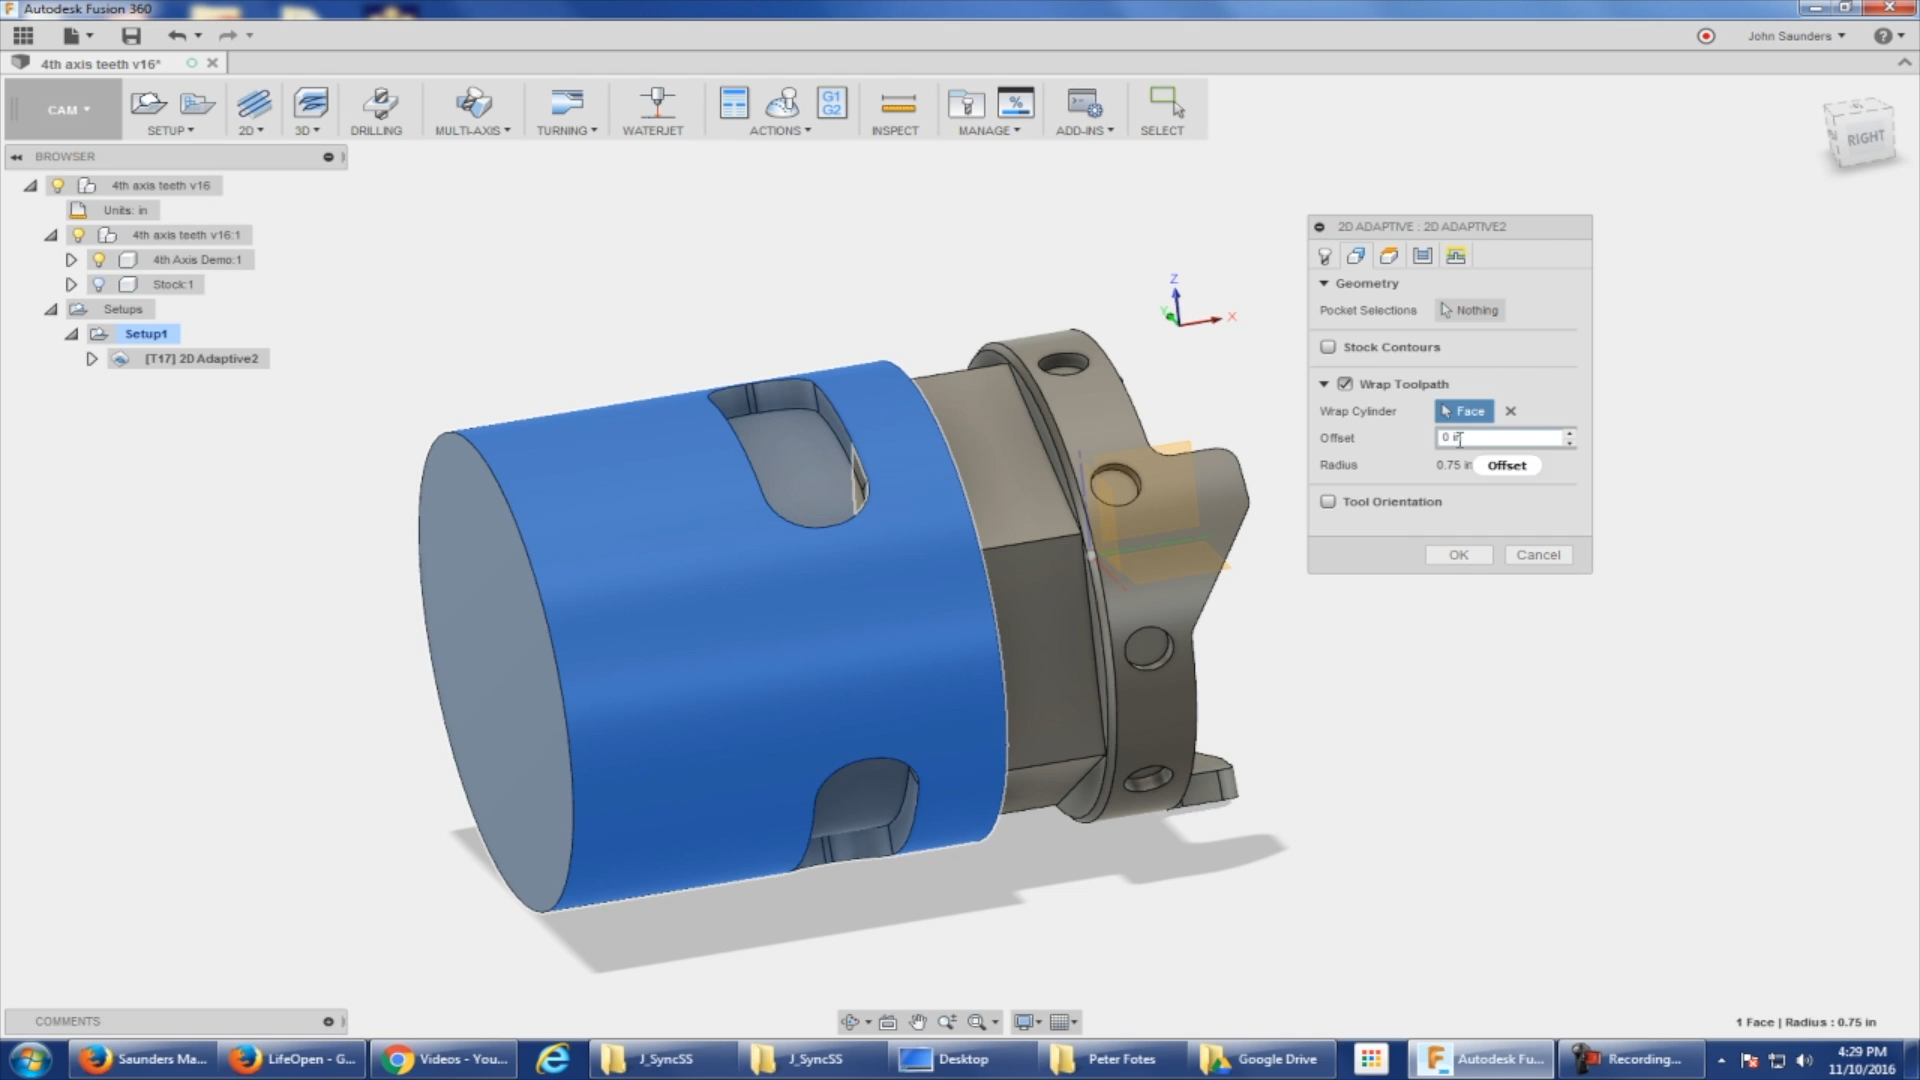 Autodesk Fusion 360
John Saunders
4th axis teeth v16*
CAM
SETUP
2D
3D
DRILLING
MULTI-AXIS
TURNING
WATERJET
G1
G2
ACTIONS
INSPECT
%
MANAGE
ADD-INS
SELECT
RIGHT
BROWSER
4th axis teeth v16
Units: in
4th axis teeth v16:1
4th Axis Demo:1
Stock:1
Setups
Setup1
[T17] 2D Adaptive2
Z
Y
X
2D ADAPTIVE : 2D ADAPTIVE2
Geometry
Pocket Selections Nothing
Stock Contours
Wrap Toolpath
Wrap Cylinder Face
Offset 0 in
Radius 0.75 in Offset
Tool Orientation
OK Cancel
COMMENTS
1 Face | Radius : 0.75 in
Saunders Ma...
LifeOpen - G...
Videos - You...
J_SyncSS
J_SyncSS
Desktop
Peter Fotes
Google Drive
Autodesk Fu...
Recording...
4:29 PM
11/10/2016